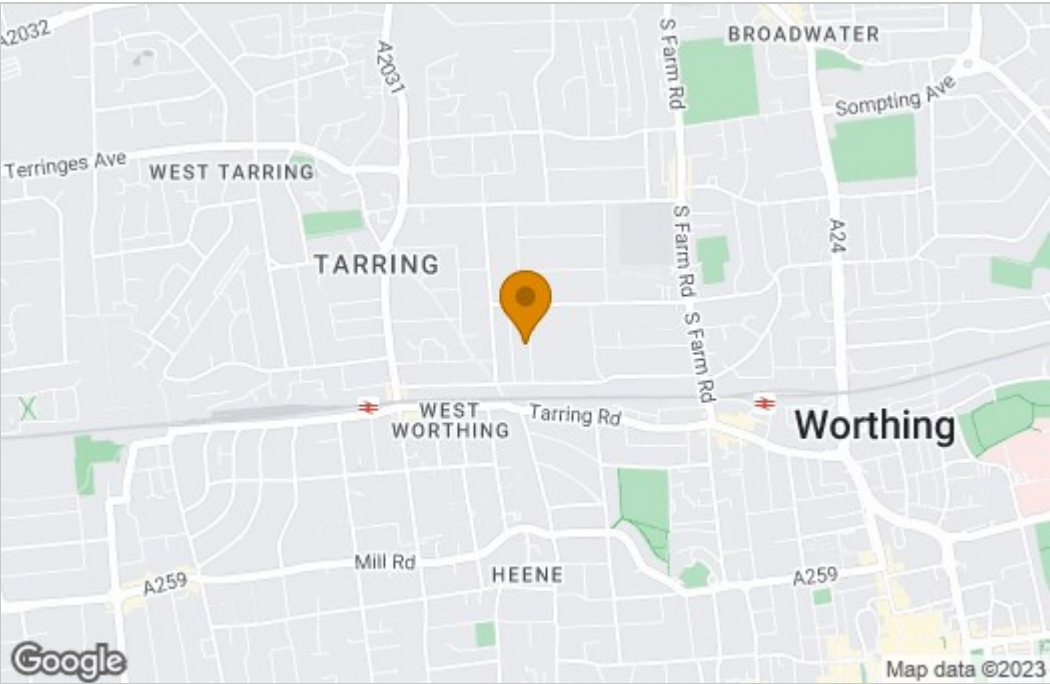 A2032
A2031
S Farm Rd
BROADWATER
Sompting Ave
Terringes Ave
WEST TARRING
S Farm Rd
A24
TARRING
S Farm Rd
WEST
WORTHING
Tarring Rd
Worthing
Mill Rd
A259
HEENE
A259
Google
Map data ©2023